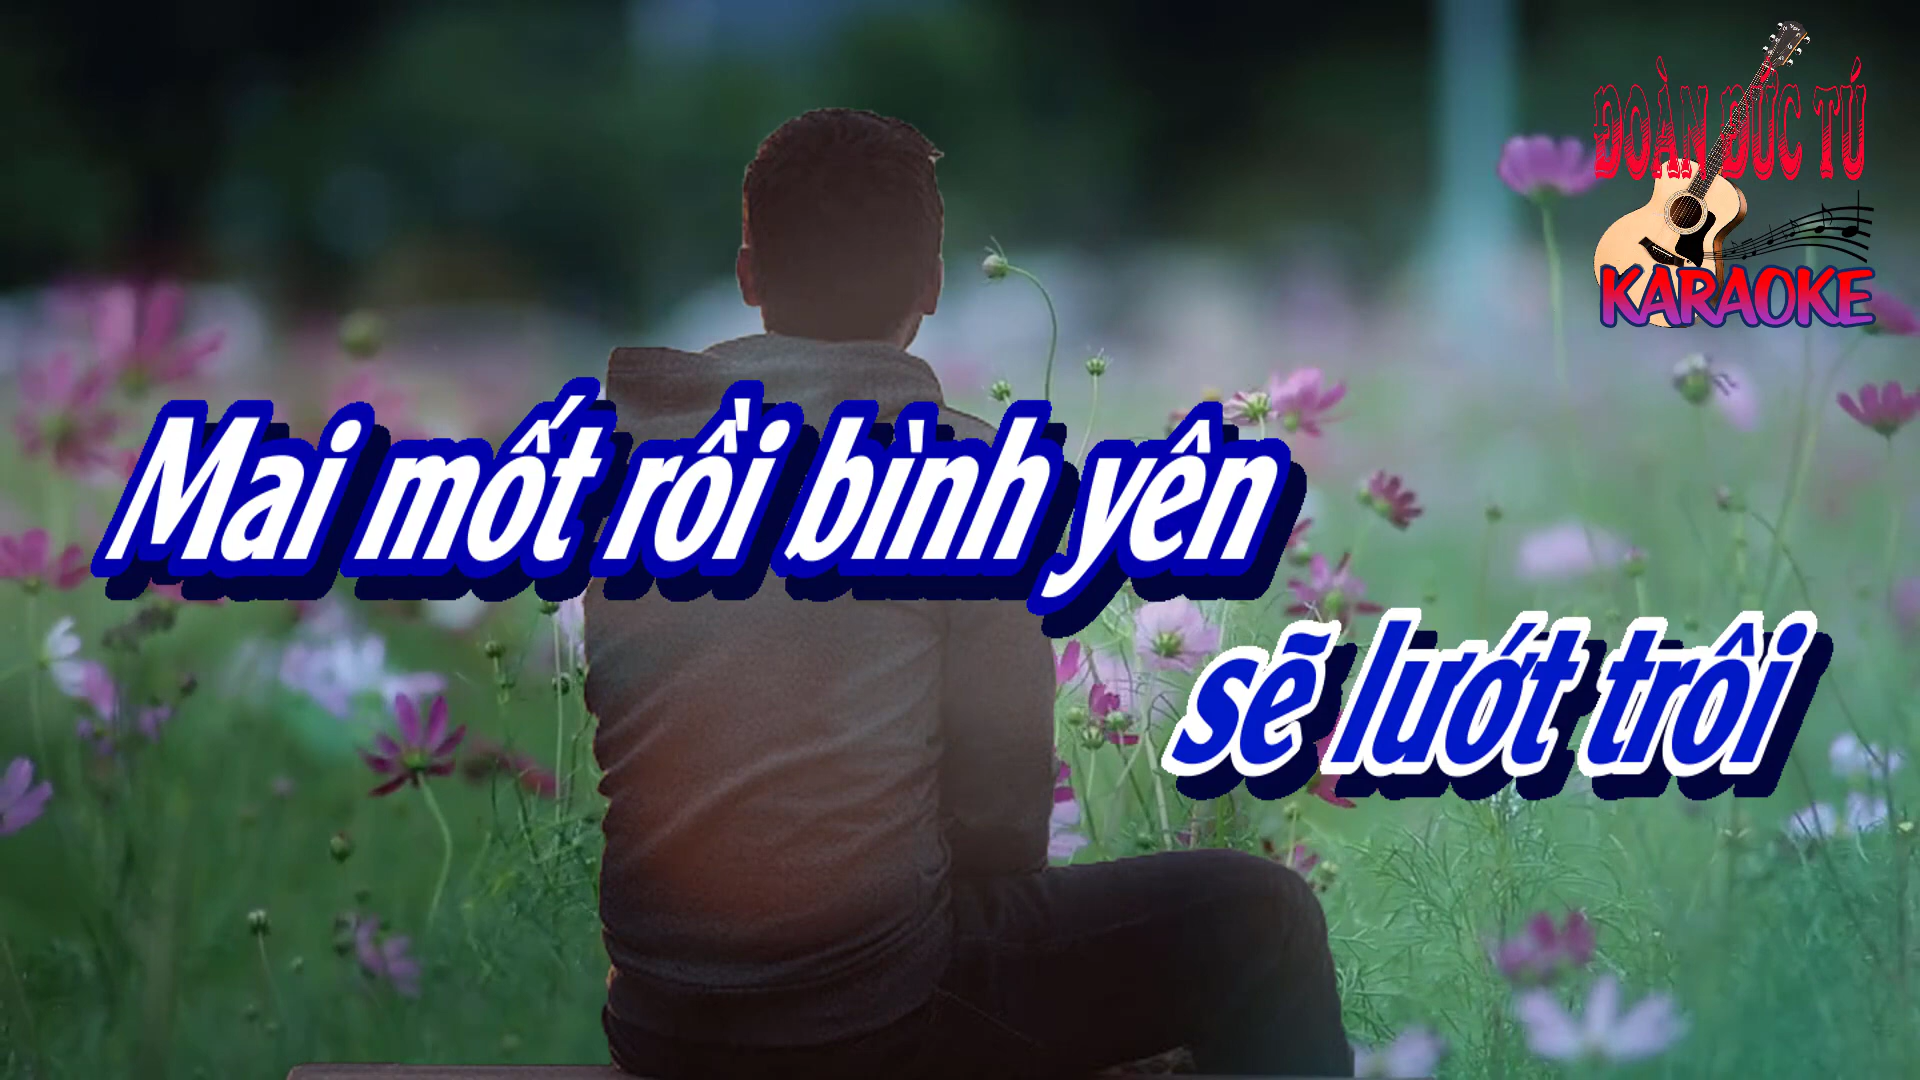 ĐOÀN ĐỨC TÚ
KARAOKE
Mai mốt rồi bình yên
sẽ lướt trôi